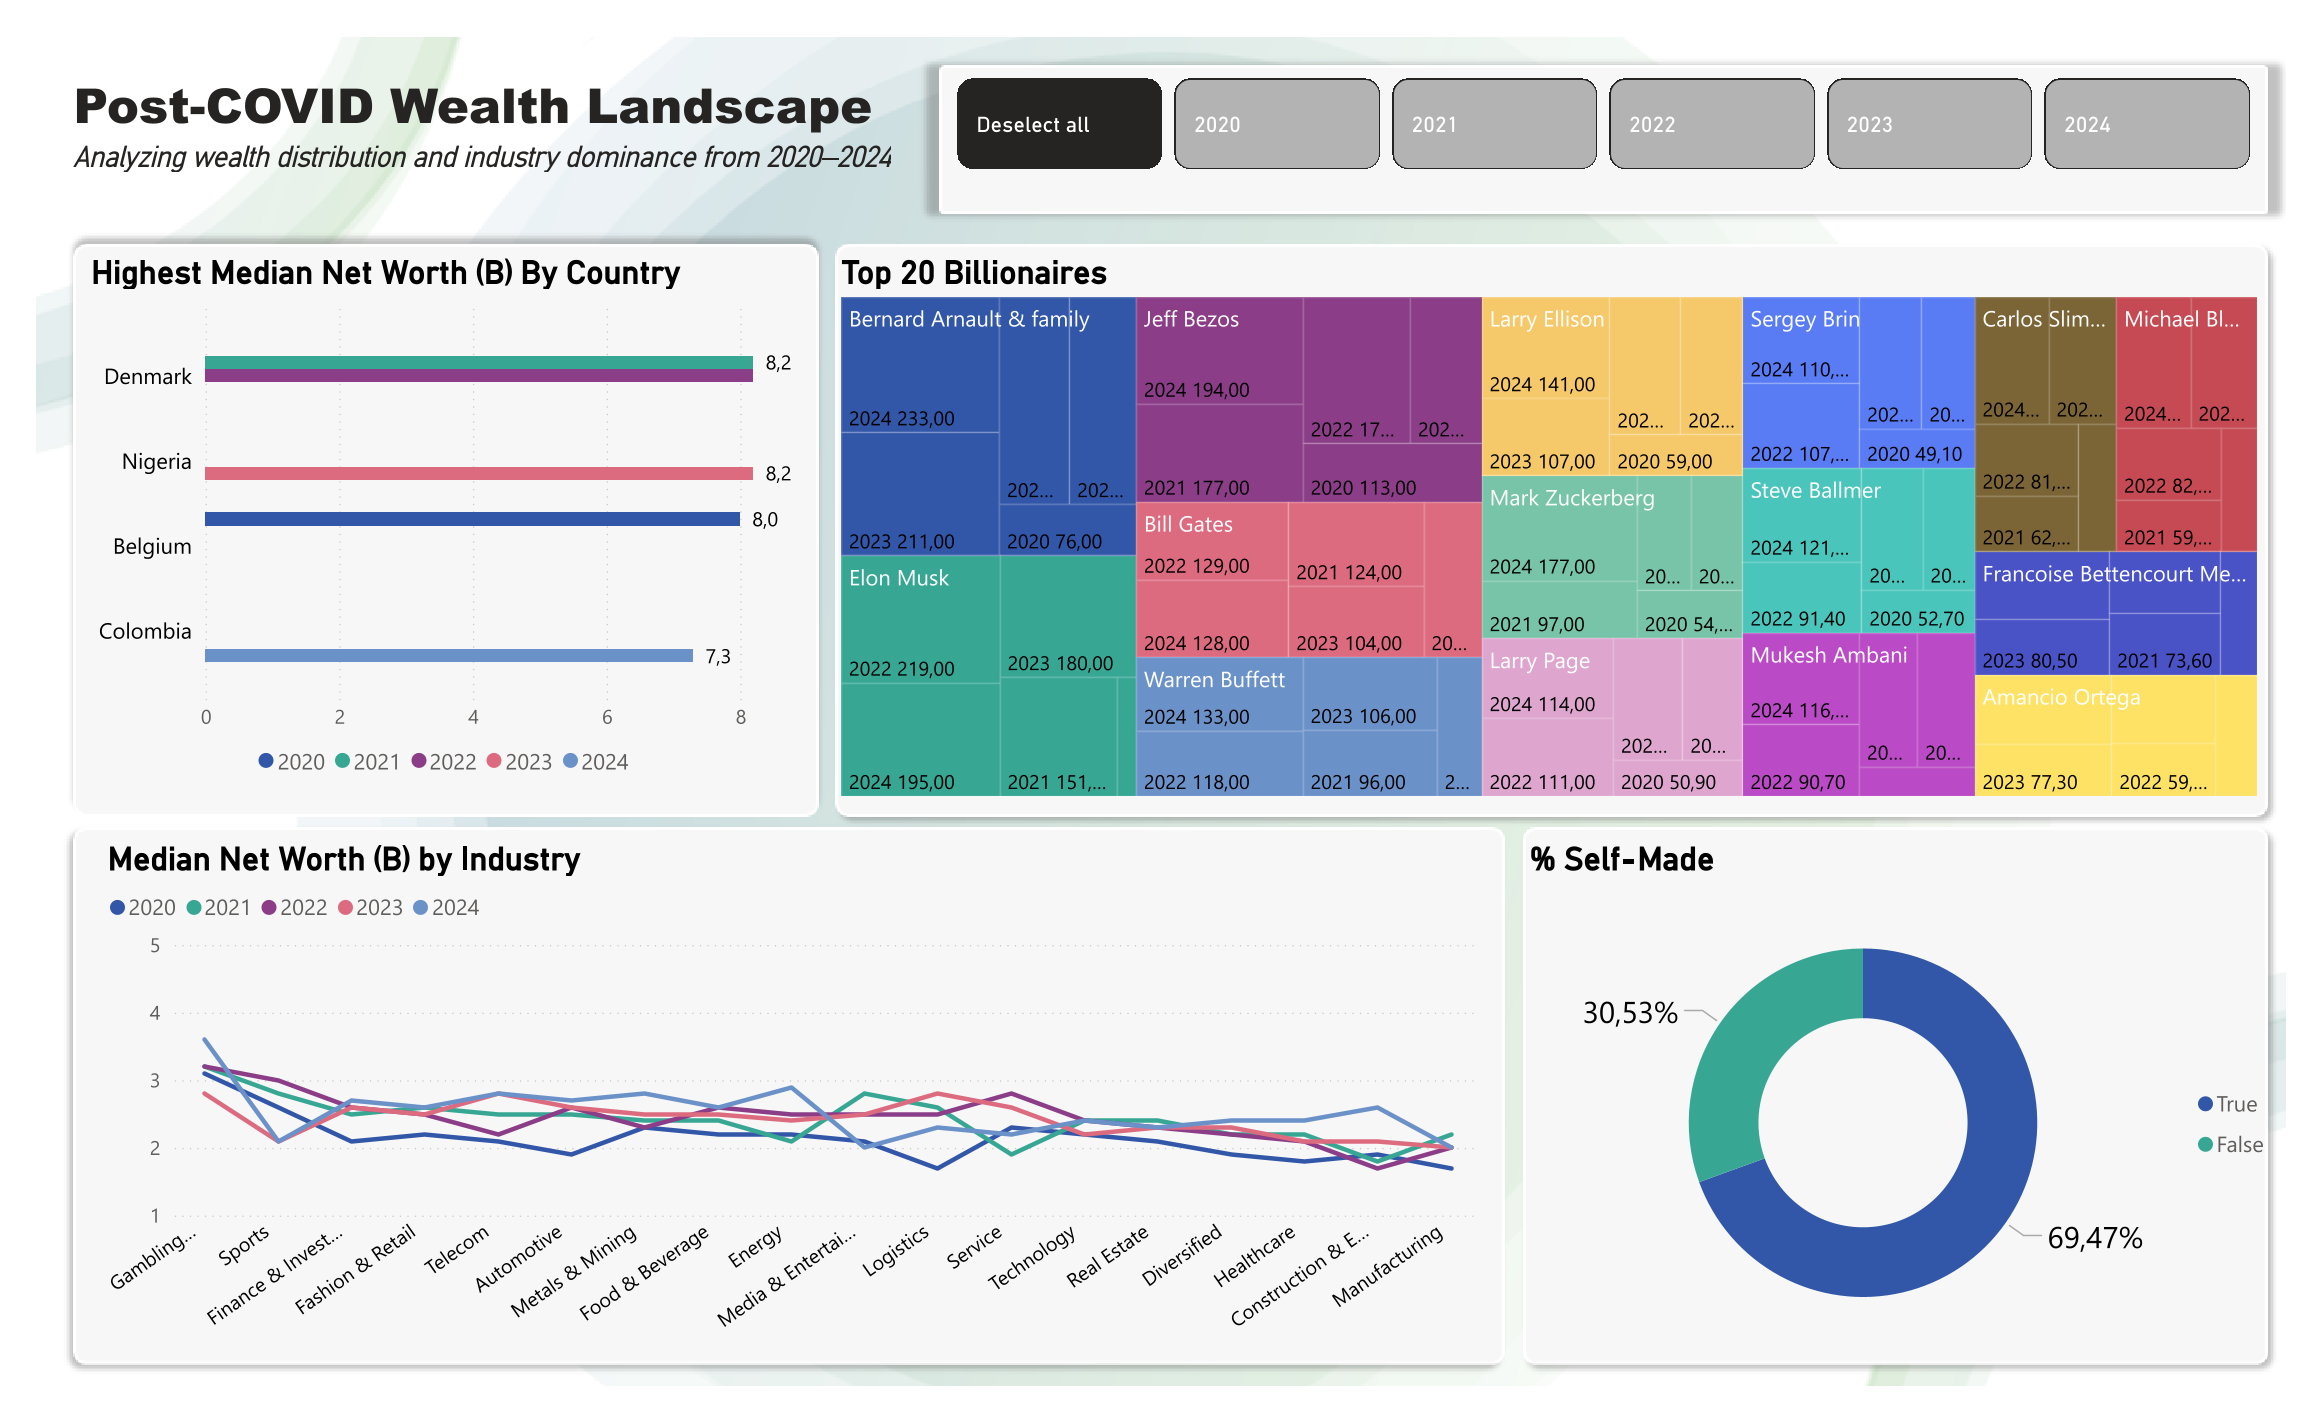 Post-COVID Wealth Landscape
Analyzing wealth distribution and industry dominance from 2020–2024
Deselect all
2020
2021
2022
2023
2024
Highest Median Net Worth (B) By Country
Denmark
Nigeria
Belgium
Colombia
8,2
8,2
8,0
7,3
0 2 4 6 8
2020 2021 2022 2023 2024
Top 20 Billionaires
Bernard Arnault & family
2024 233,00
2023 211,00
202...
202...
2020 76,00
Elon Musk
2022 219,00
2024 195,00
2023 180,00
2021 151,...
Jeff Bezos
2024 194,00
2021 177,00
2022 17...
202...
2020 113,00
Bill Gates
2022 129,00
2024 128,00
2021 124,00
2023 104,00
20...
Warren Buffett
2024 133,00
2022 118,00
2023 106,00
2021 96,00
2...
Larry Ellison
2024 141,00
2023 107,00
202...
202...
2020 59,00
Mark Zuckerberg
2024 177,00
2021 97,00
20...
20...
2020 54,...
Larry Page
2024 114,00
2022 111,00
202...
20...
2020 50,90
Sergey Brin
2024 110,...
2022 107,...
202...
20...
2020 49,10
Steve Ballmer
2024 121,...
2022 91,40
20...
20...
2020 52,70
Mukesh Ambani
2024 116,...
2022 90,70
20...
20...
Carlos Slim...
2024...
202...
2022 81,...
2021 62,...
Michael Bl...
2024...
202...
2022 82,...
2021 59,...
Francoise Bettencourt Me...
2023 80,50
2021 73,60
Amancio Ortega
2023 77,30
2022 59,...
Median Net Worth (B) by Industry
2020 2021 2022 2023 2024
5
4
3
2
1
Gambling...
Sports
Finance & Invest...
Fashion & Retail
Telecom
Automotive
Metals & Mining
Food & Beverage
Energy
Media & Entertai...
Logistics
Service
Technology
Real Estate
Diversified
Healthcare
Construction & E...
Manufacturing
% Self-Made
30,53%
69,47%
True
False